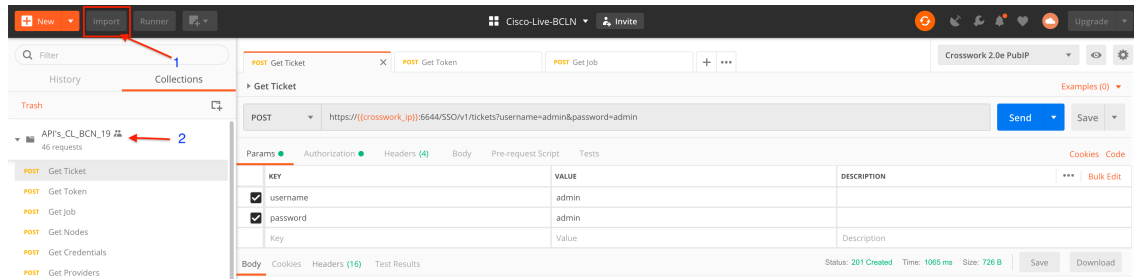 New Import Runner Cisco-Live-BCLN Invite Upgrade
1
Filter
History Collections
Trash
API's_CL_BCN_19
46 requests
2
POST Get Ticket
POST Get Token
POST Get Job
POST Get Nodes
POST Get Credentials
POST Get Providers
POST Get Ticket X POST Get Token POST Get Job + ••• Crosswork 2.0e PubIP
Get Ticket Examples (0)
POST https://{{crosswork_ip}}:6644/SSO/v1/tickets?username=admin&password=admin Send Save
Params Authorization Headers (4) Body Pre-request Script Tests Cookies Code
KEY VALUE DESCRIPTION ••• Bulk Edit
username admin
password admin
Key Value Description
Body Cookies Headers (16) Test Results Status: 201 Created Time: 1065 ms Size: 726 B Save Download